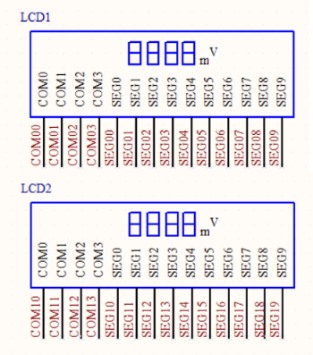 LCD1
8888 mV
COM0 COM1 COM2 COM3 SEG0 SEG1 SEG2 SEG3 SEG4 SEG5 SEG6 SEG7 SEG8 SEG9
COM00 COM01 COM02 COM03 SEG00 SEG01 SEG02 SEG03 SEG04 SEG05 SEG06 SEG07 SEG08 SEG09
LCD2
8888 mV
COM0 COM1 COM2 COM3 SEG0 SEG1 SEG2 SEG3 SEG4 SEG5 SEG6 SEG7 SEG8 SEG9
COM10 COM11 COM12 COM13 SEG10 SEG11 SEG12 SEG13 SEG14 SEG15 SEG16 SEG17 SEG18 SEG19